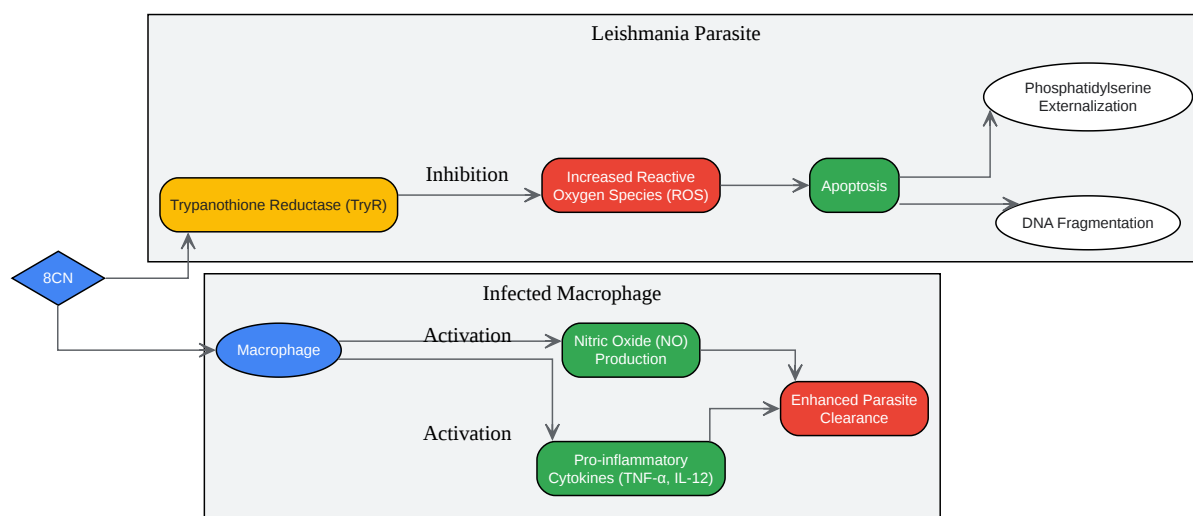 Leishmania Parasite
Phosphatidylserine
Externalization
Inhibition
Increased Reactive
Oxygen Species (ROS)
Apoptosis
Trypanothione Reductase (TryR)
DNA Fragmentation
8CN
Infected Macrophage
Activation
Nitric Oxide (NO)
Production
Macrophage
Enhanced Parasite
Clearance
Activation
Pro-inflammatory
Cytokines (TNF-α, IL-12)